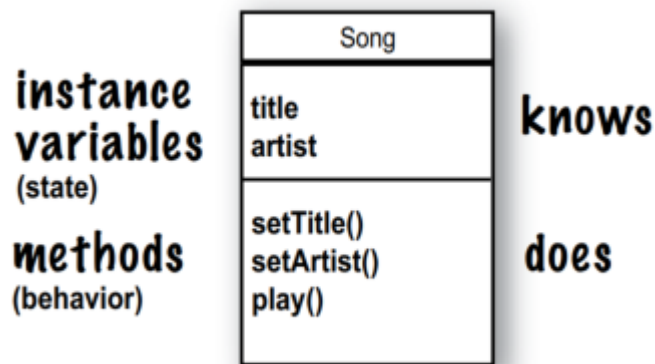 Song
instance
variables
(state)
title
artist
knows
methods
(behavior)
setTitle()
setArtist()
play()
does